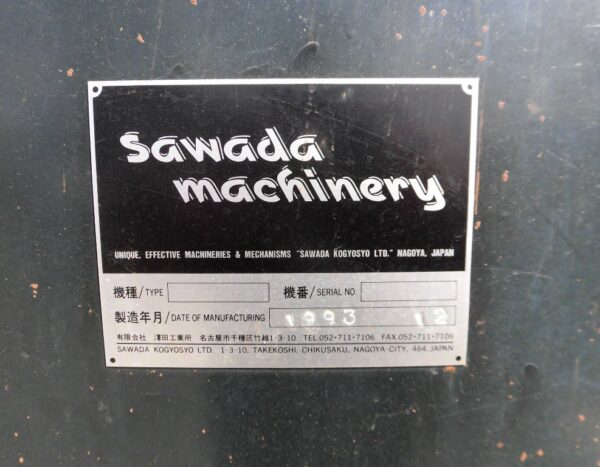 Sawada
machinery
UNIQUE, EFFECTIVE MACHINERIES & MECHANISMS "SAWADA KOGYOSYO LTD." NAGOYA, JAPAN
機種/TYPE 機番/SERIAL NO.
製造年月/DATE OF MANUFACTURING 1993 12
有限会社 澤田工業所 名古屋市千種区竹越1-3-10. TEL.052-711-7106 FAX.052-711-7108
SAWADA KOGYOSYO LTD. 1-3-10, TAKEKOSHI, CHIKUSAKU, NAGOYA-CITY, 464, JAPAN